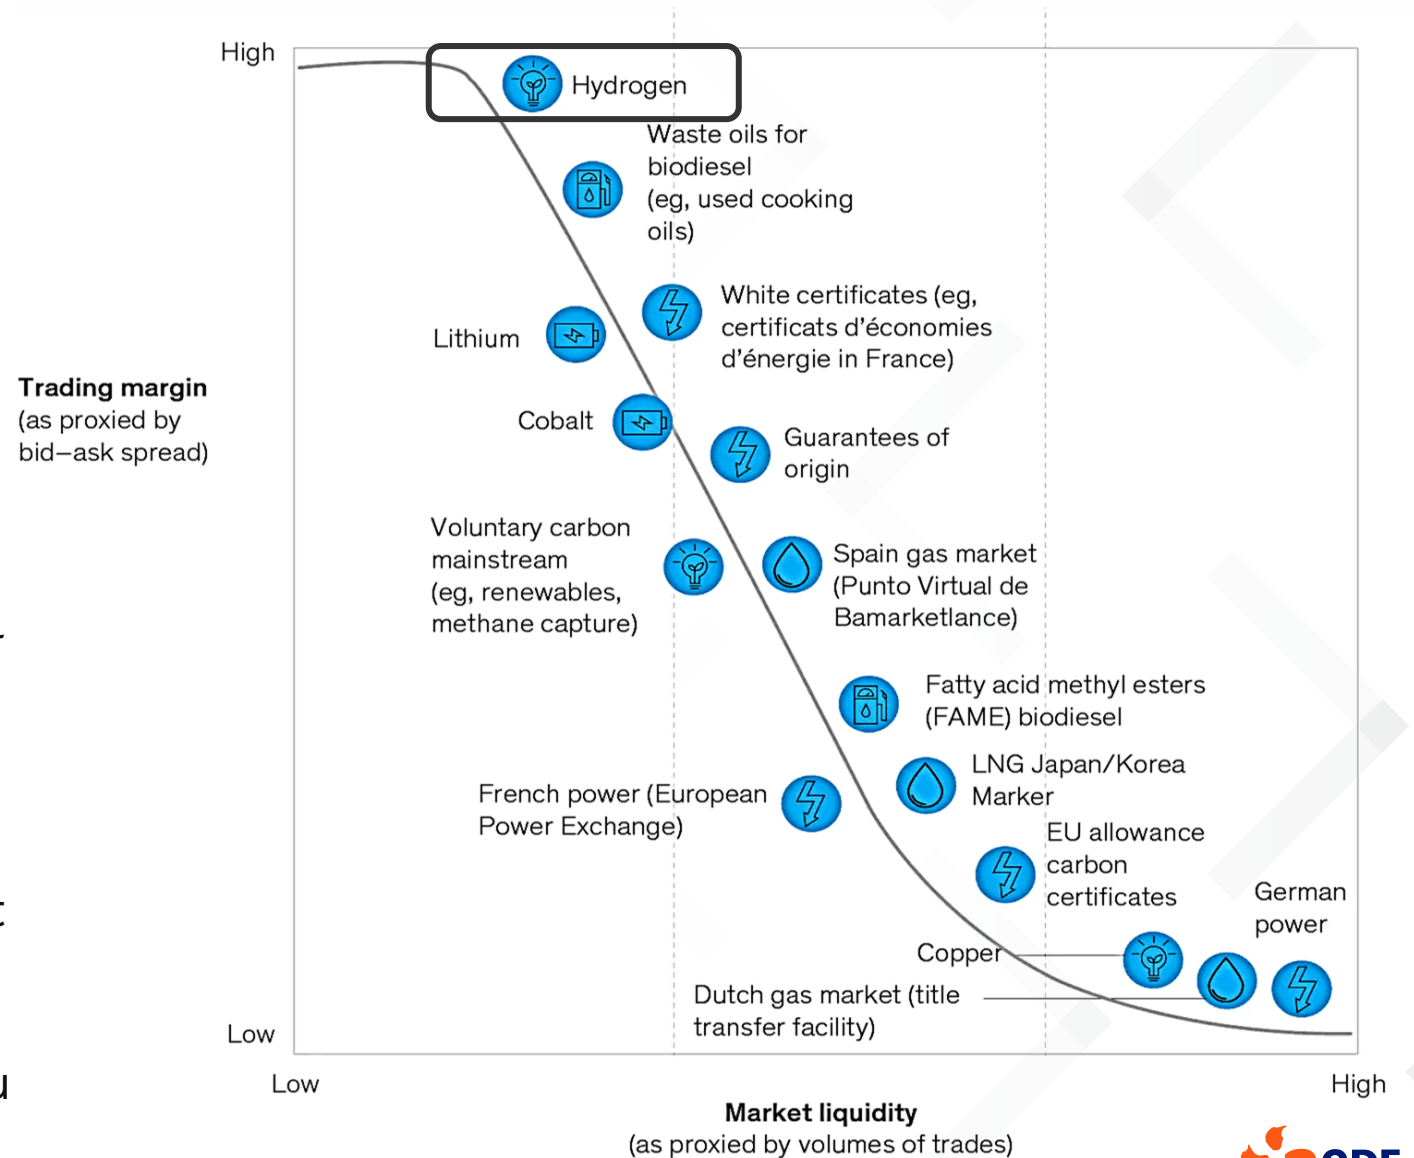 High
Hydrogen
Waste oils for
biodiesel
(eg, used cooking
oils)
White certificates (eg,
certificats d'économies
d'énergie in France)
Lithium
Trading margin
(as proxied by
bid–ask spread)
Cobalt
Guarantees of
origin
Voluntary carbon
mainstream
(eg, renewables,
methane capture)
Spain gas market
(Punto Virtual de
Bamarketlance)
Fatty acid methyl esters
(FAME) biodiesel
LNG Japan/Korea
Marker
French power (European
Power Exchange)
EU allowance
carbon
certificates
German
power
Copper
Dutch gas market (title
transfer facility)
Low
Low
High
Market liquidity
(as proxied by volumes of trades)